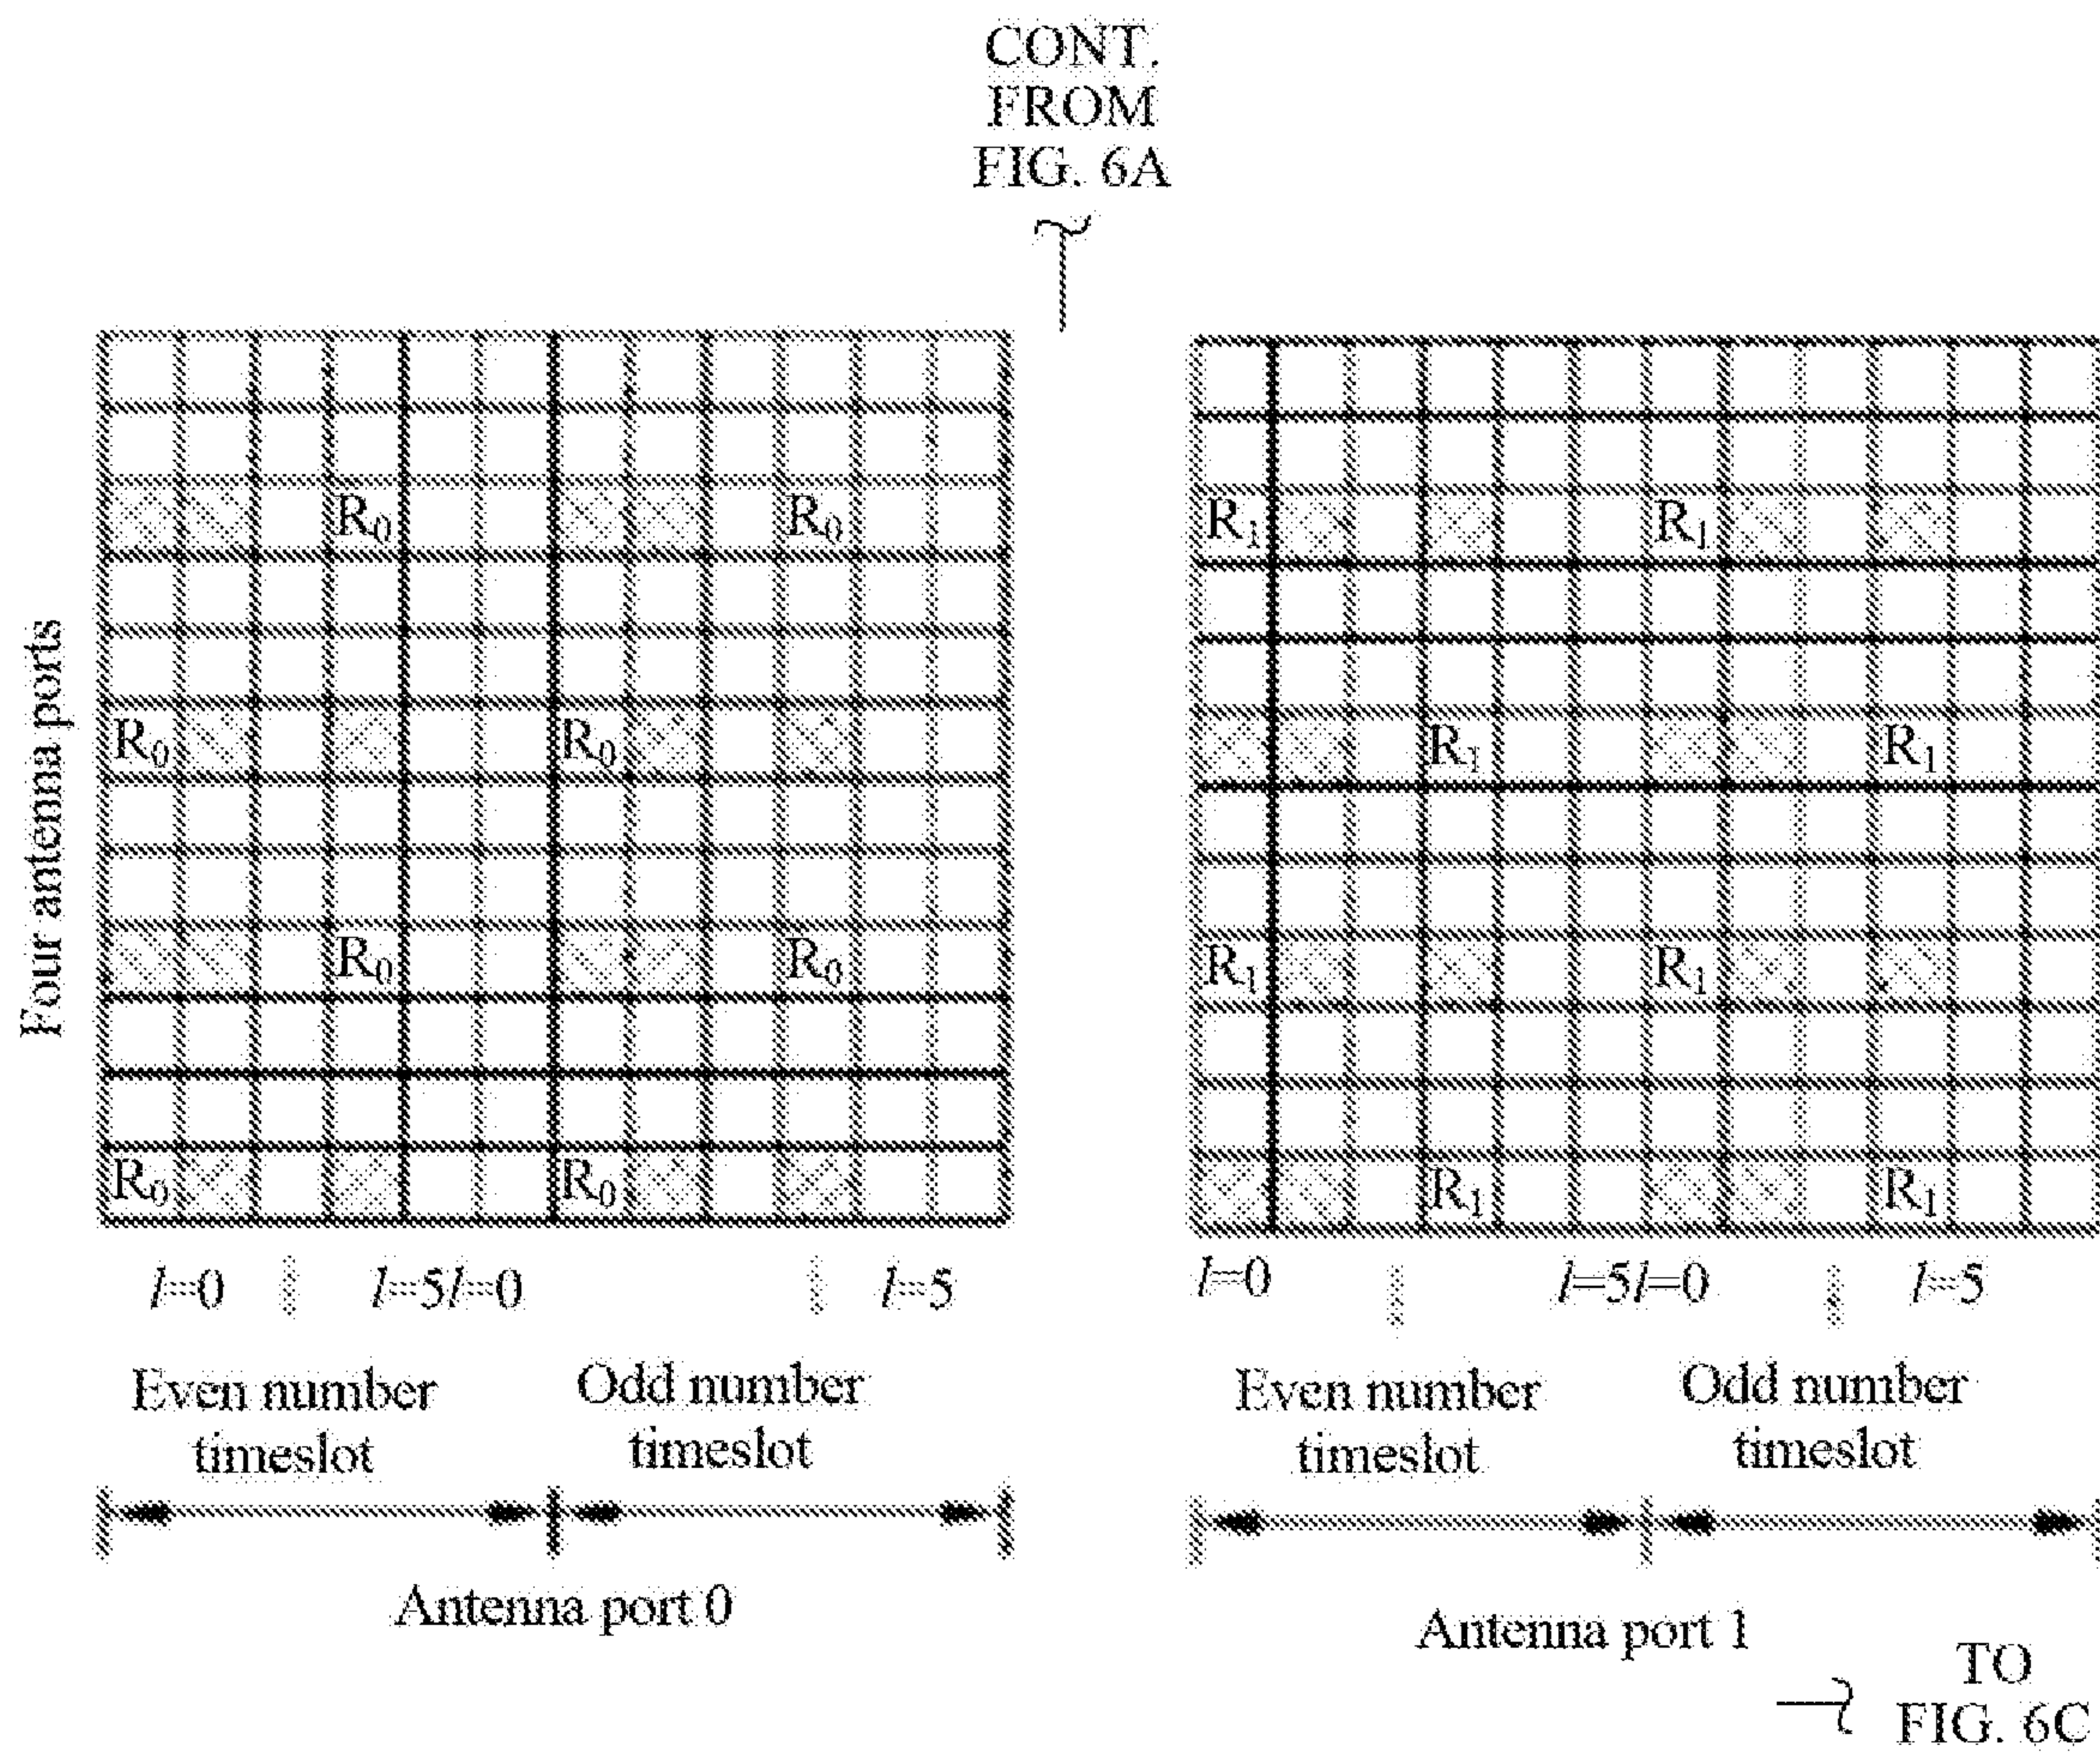 CONT.
FROM
FIG. 6A
Four antenna ports
R₀ R₀
R₀ R₀
R₀ R₀
R₀ R₀
l=0 l=5l=0 l=5
Even number
timeslot
Odd number
timeslot
Antenna port 0
R₁ R₁
R₁ R₁
R₁ R₁
R₁ R₁
l=0 l=5l=0 l=5
Even number
timeslot
Odd number
timeslot
Antenna port 1
TO
FIG. 6C